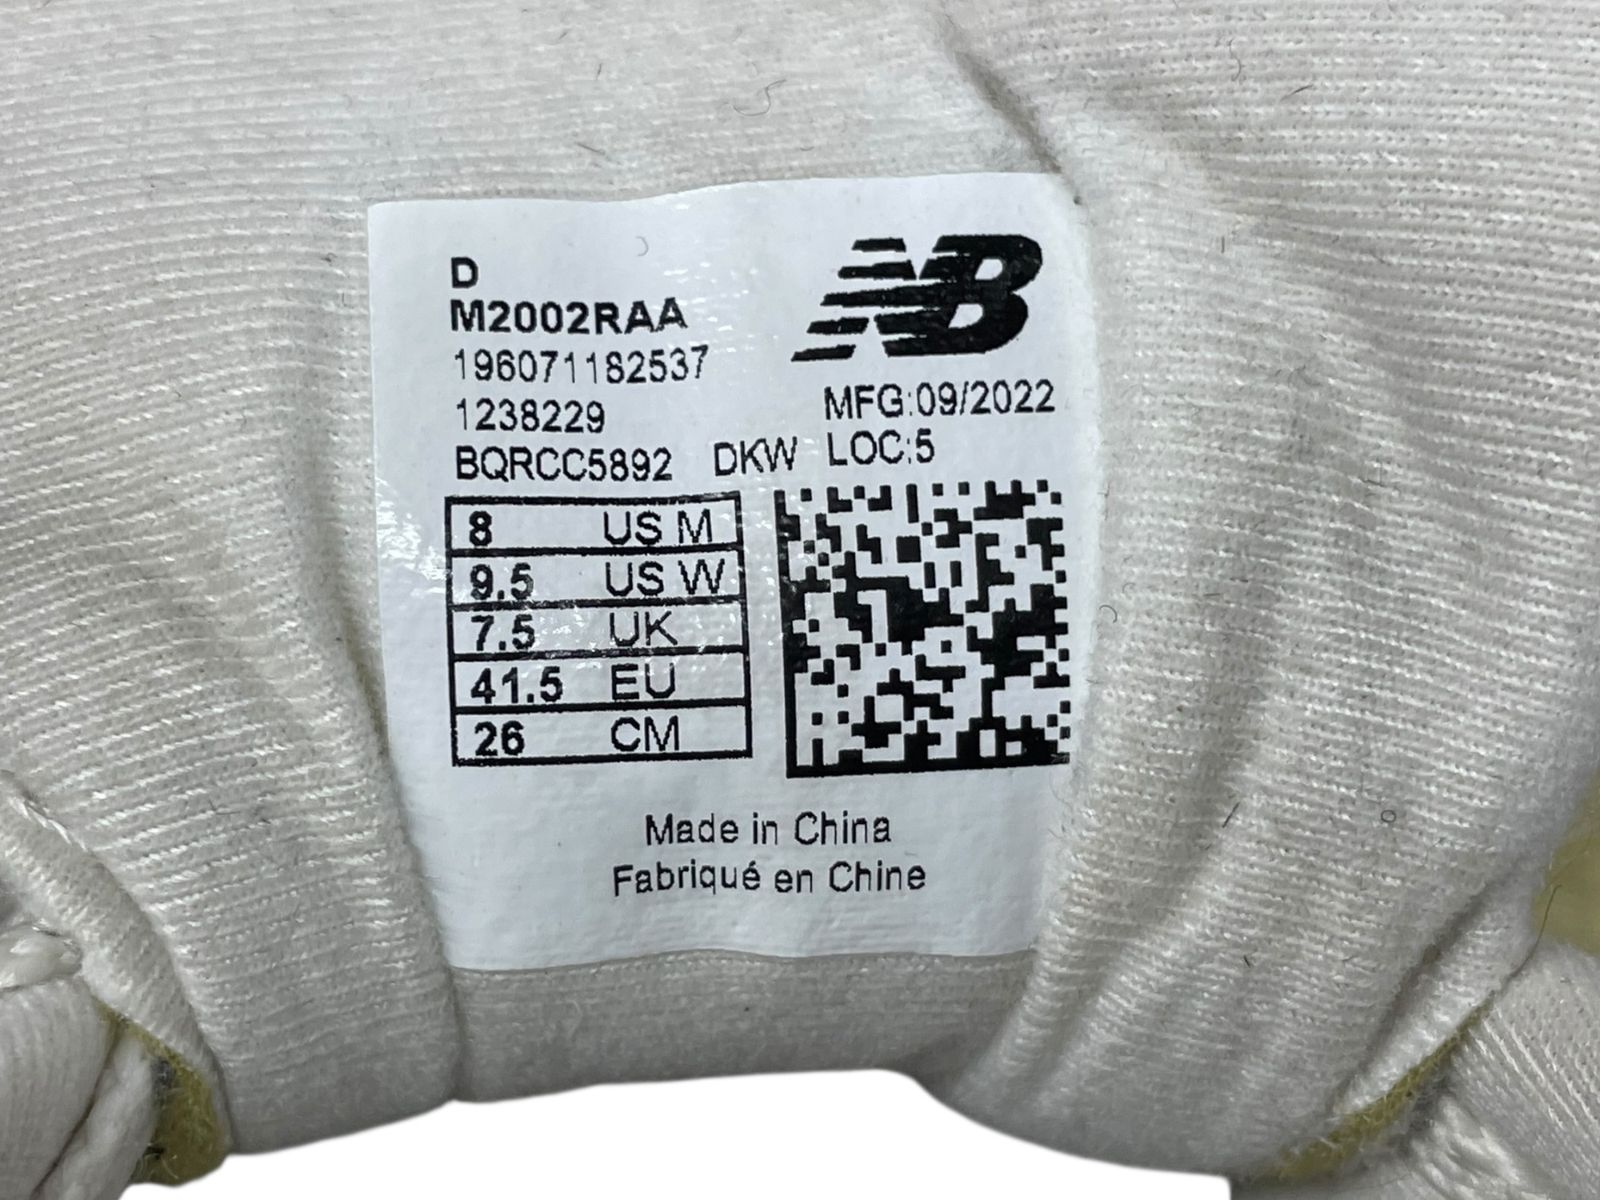 D
M2002RAA
196071182537
1238229
BQRCC5892 DKW
NB
MFG:09/2022
LOC:5
8 US M
9.5 US W
7.5 UK
41.5 EU
26 CM
Made in China
Fabriqué en Chine